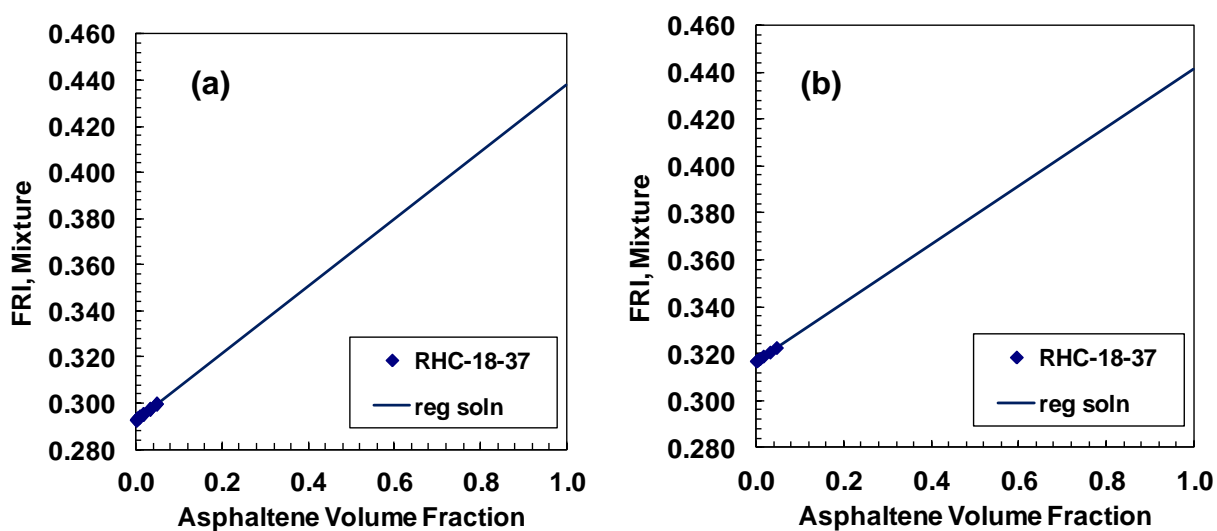 0.460
0.440
0.420
0.400
0.380
0.360
0.340
0.320
0.300
0.280
FRI, Mixture
(a)
RHC-18-37
reg soln
0.0 0.2 0.4 0.6 0.8 1.0
Asphaltene Volume Fraction
0.460
0.440
0.420
0.400
0.380
0.360
0.340
0.320
0.300
0.280
FRI, Mixture
(b)
RHC-18-37
reg soln
0.0 0.2 0.4 0.6 0.8 1.0
Asphaltene Volume Fraction